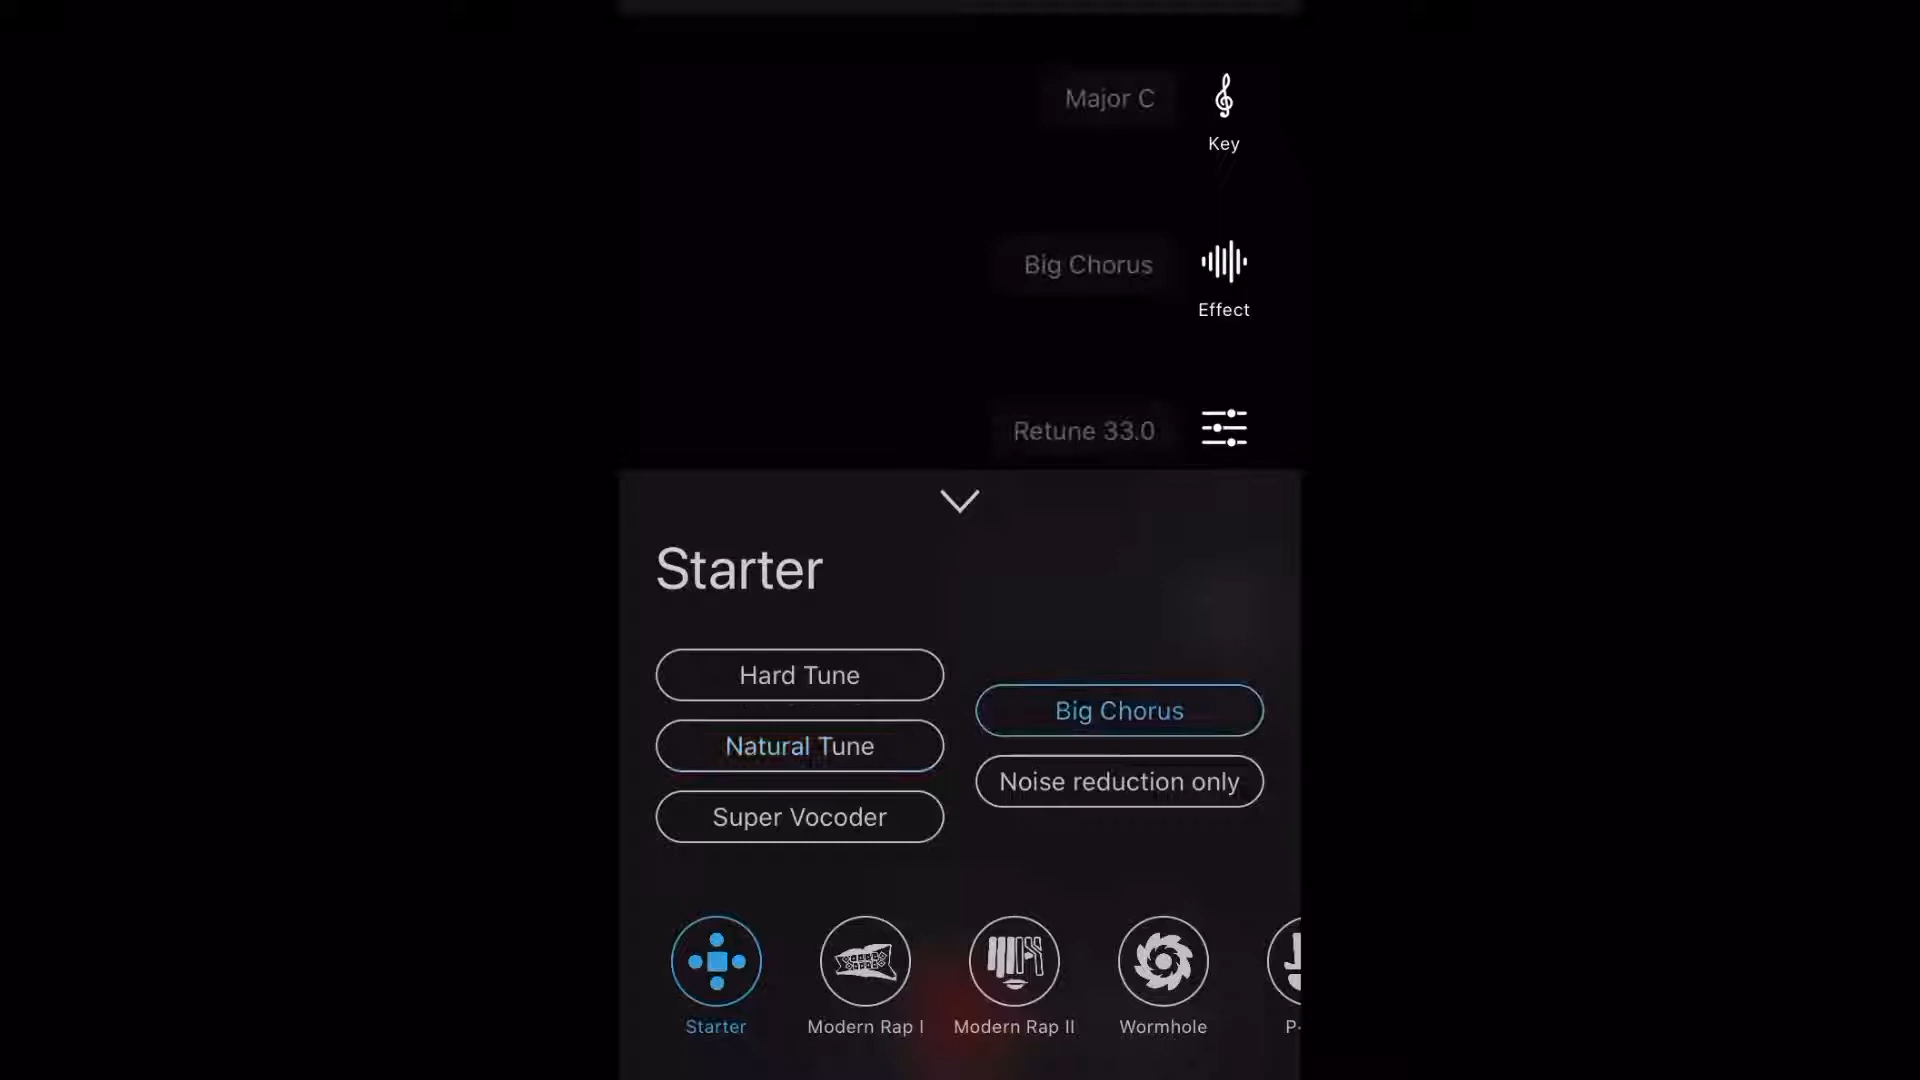 Major C
Key
Big Chorus
Effect
Retune 33.0
Starter
Hard Tune
Natural Tune
Super Vocoder
Big Chorus
Noise reduction only
Starter
Modern Rap I
Modern Rap II
Wormhole
P-